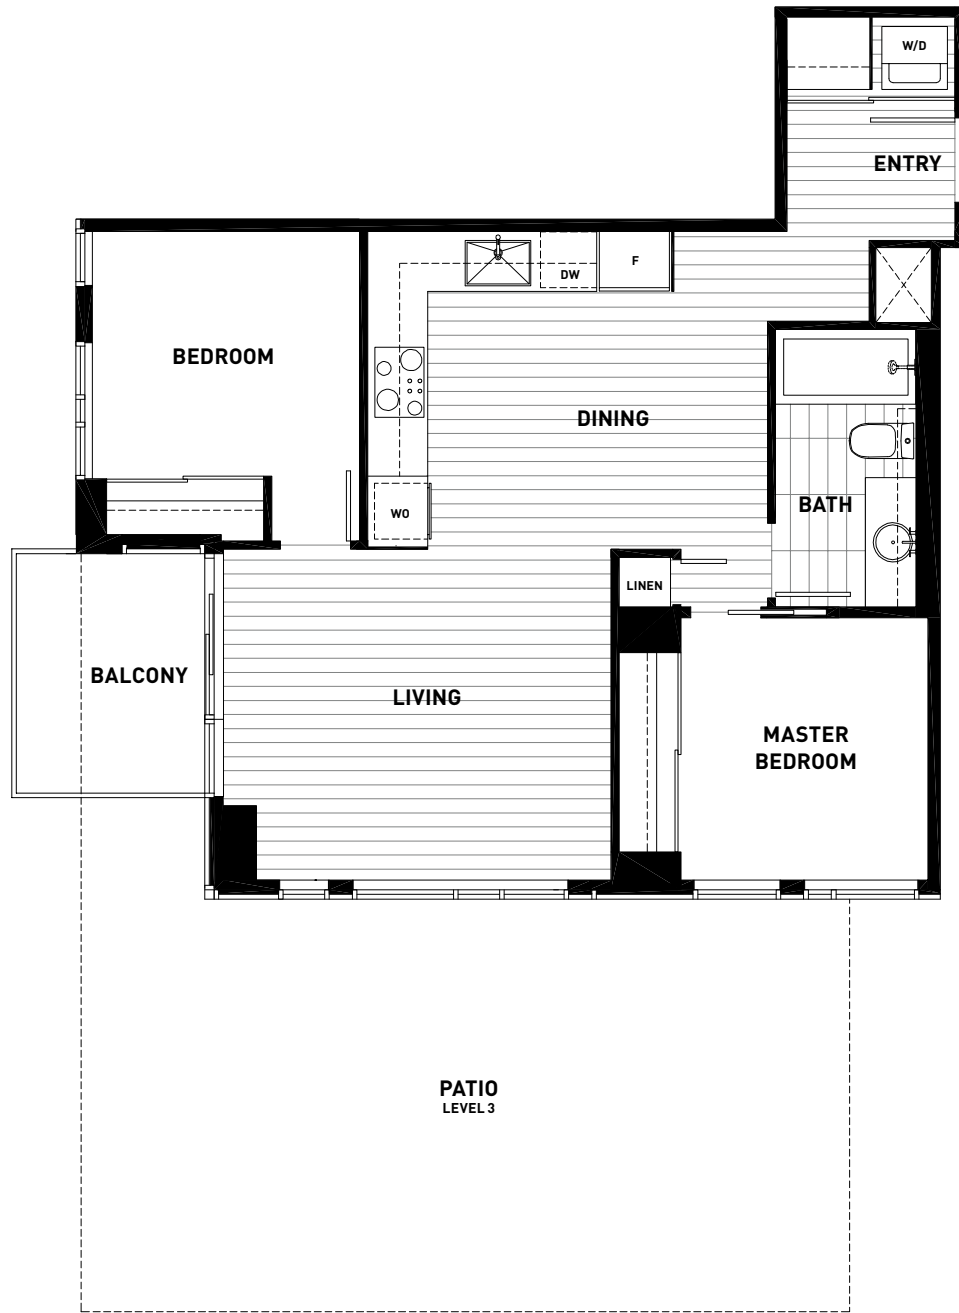 W/D
ENTRY
DW
F
BEDROOM
DINING
WO
BATH
LINEN
BALCONY
LIVING
MASTER
BEDROOM
PATIO
LEVEL 3